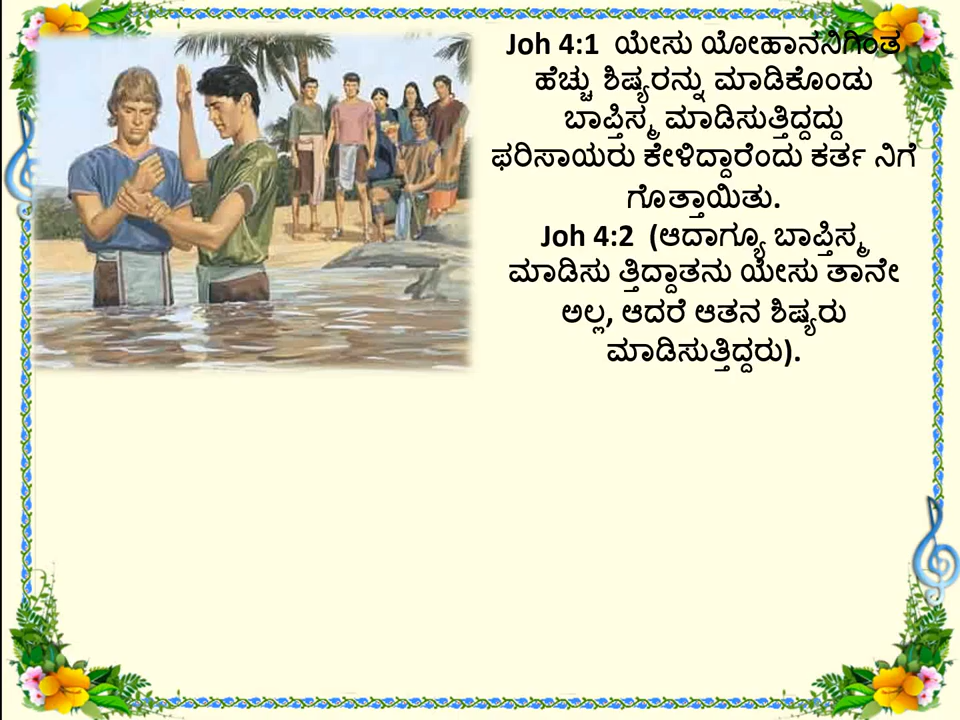 Joh 4:1 ಯೇಸು ಯೋಹಾನನಿಗಿಂತ
ಹೆಚ್ಚು ಶಿಷ್ಯರನ್ನು ಮಾಡಿಕೊಂಡು
ಬಾಪ್ತಿಸ್ಮ ಮಾಡಿಸುತ್ತಿದ್ದದ್ದು
ಫರಿಸಾಯರು ಕೇಳಿದ್ದಾರೆಂದು ಕರ್ತ ನಿಗೆ
ಗೊತ್ತಾಯಿತು.
Joh 4:2 (ಆದಾಗ್ಯೂ ಬಾಪ್ತಿಸ್ಮ
ಮಾಡಿಸು ತ್ತಿದ್ದಾತನು ಯೇಸು ತಾನೇ
ಅಲ್ಲ, ಆದರೆ ಆತನ ಶಿಷ್ಯರು
ಮಾಡಿಸುತ್ತಿದ್ದರು).